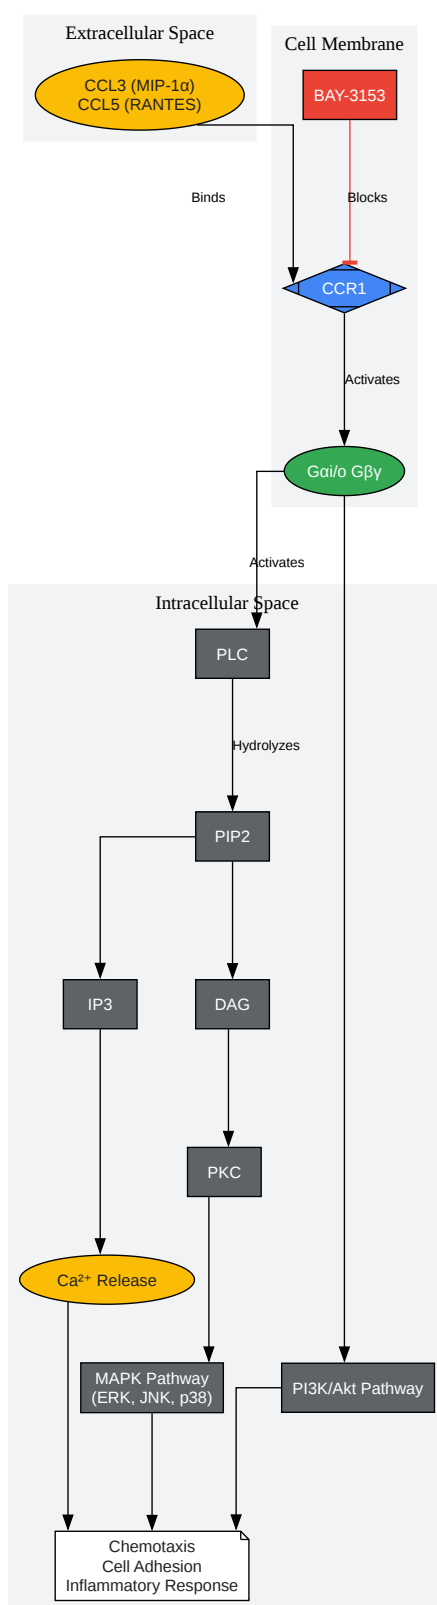 Extracellular Space
Cell Membrane
CCL3 (MIP-1α)
CCL5 (RANTES)
BAY-3153
Binds
Blocks
CCR1
Activates
Gαi/o Gβγ
Activates
Intracellular Space
PLC
Hydrolyzes
PIP2
IP3
DAG
PKC
Ca²⁺ Release
MAPK Pathway
(ERK, JNK, p38)
PI3K/Akt Pathway
Chemotaxis
Cell Adhesion
Inflammatory Response